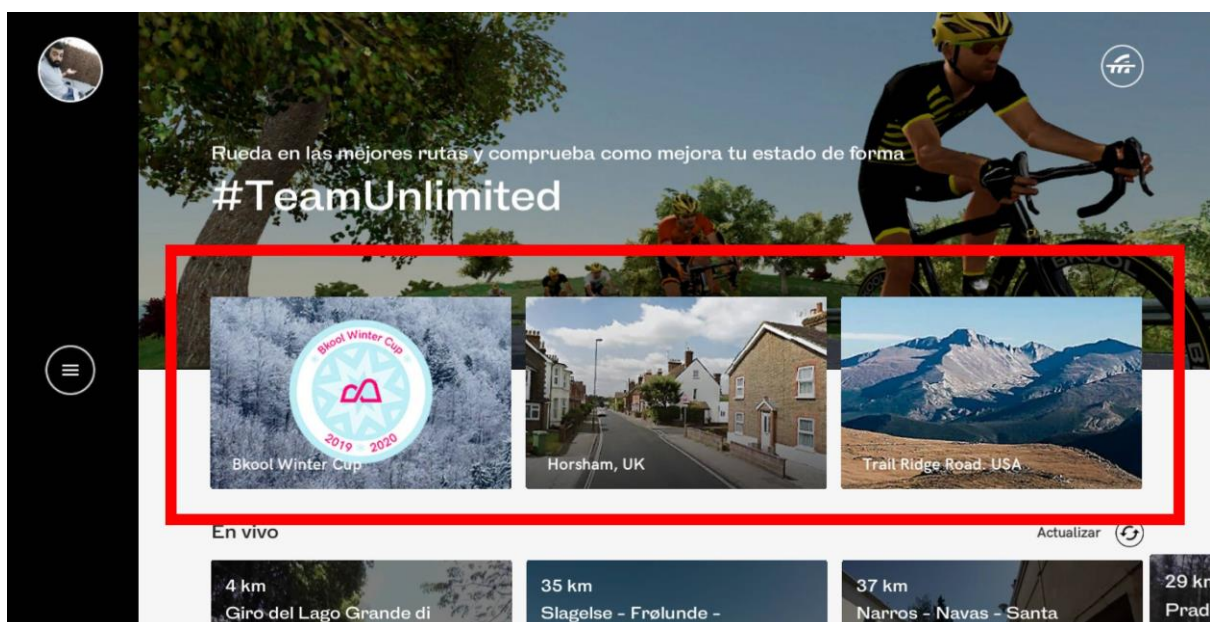 Rueda en las mejores rutas y comprueba como mejora tu estado de forma
#TeamUnlimited
Bkool Winter Cup
2019 2020
Bkool Winter Cup
Horsham, UK
Trail Ridge Road. USA
En vivo
Actualizar
4 km
Giro del Lago Grande di
35 km
Slagelse - Frølunde -
37 km
Narros - Navas - Santa
29
Prad